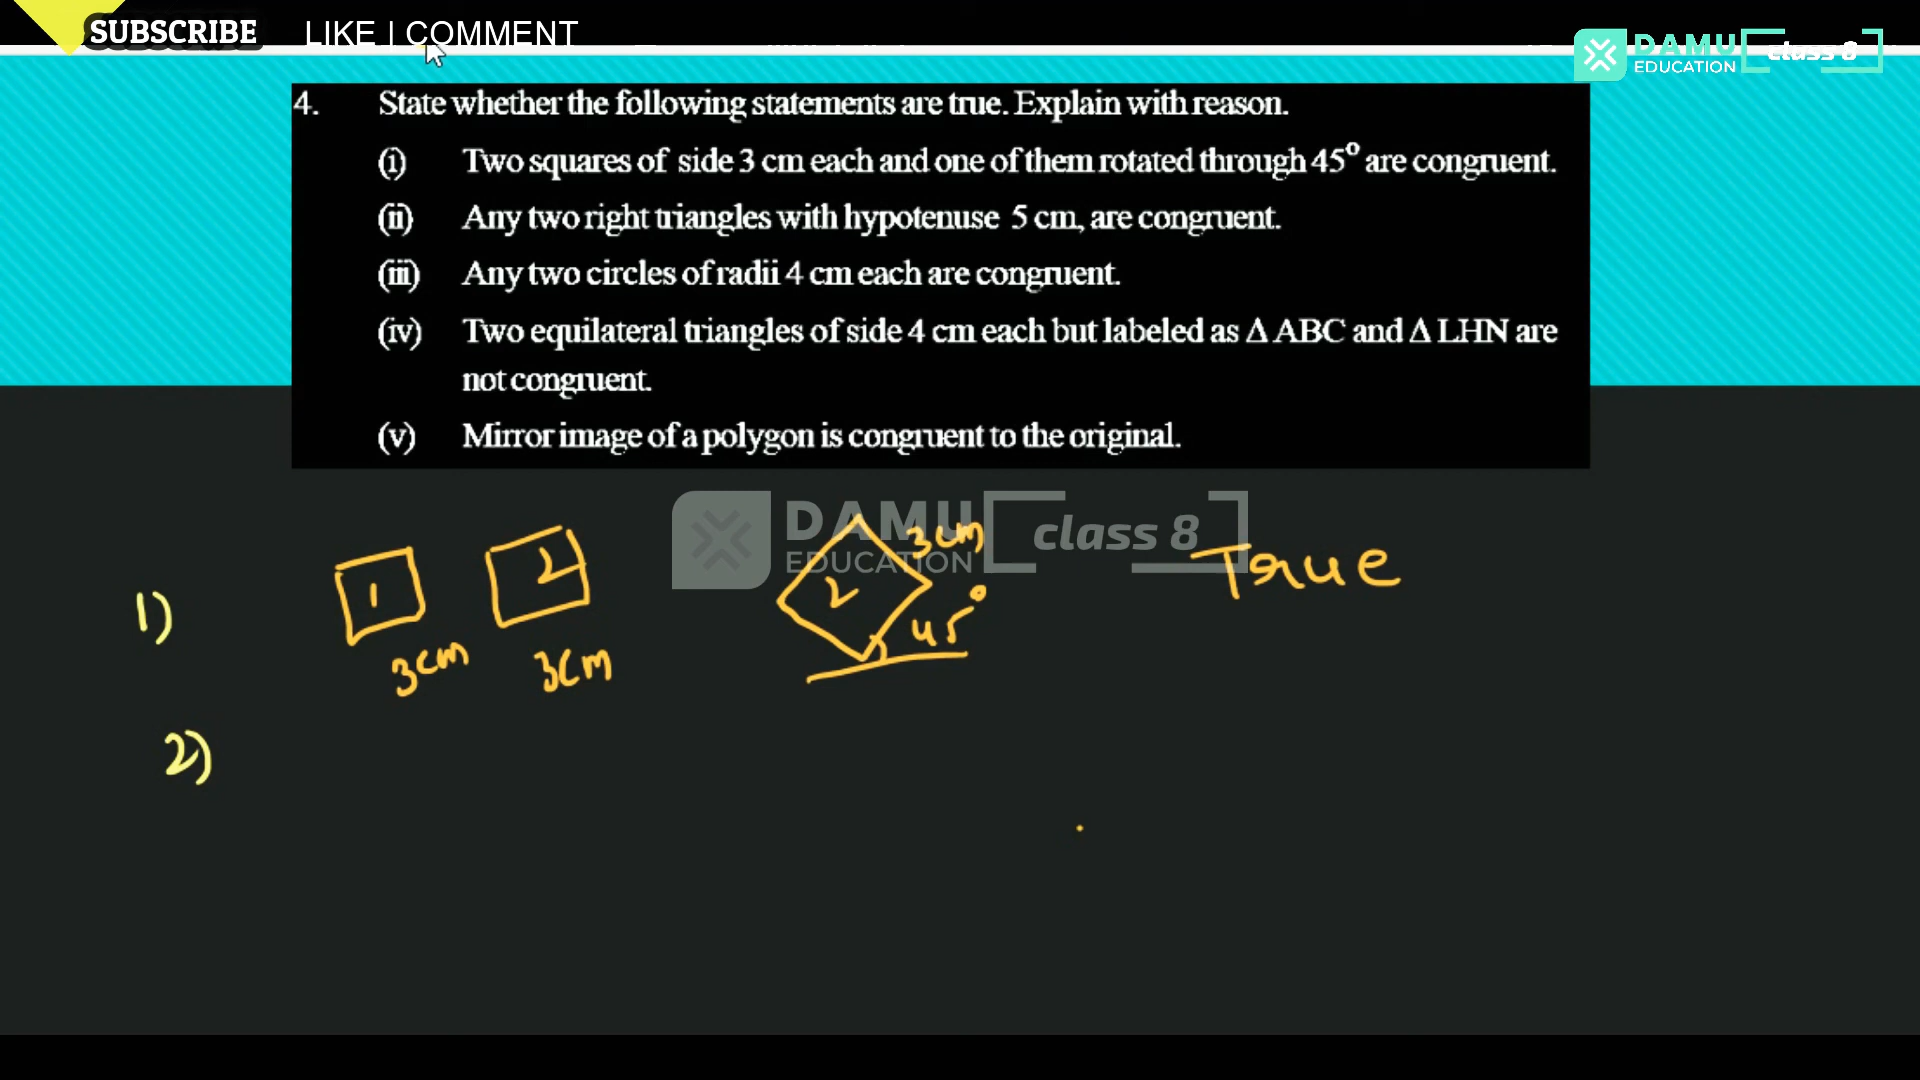 SUBSCRIBE LIKE | COMMENT
DAMU EDUCATION class 8
4. State whether the following statements are true. Explain with reason.
(i) Two squares of side 3 cm each and one of them rotated through 45° are congruent.
(ii) Any two right triangles with hypotenuse 5 cm, are congruent.
(iii) Any two circles of radii 4 cm each are congruent.
(iv) Two equilateral triangles of side 4 cm each but labeled as Δ ABC and Δ LHN are
not congruent.
(v) Mirror image of a polygon is congruent to the original.
DAMU EDUCATION class 8
1) 1 2 2 3cm 45° True
3cm 3cm
2)